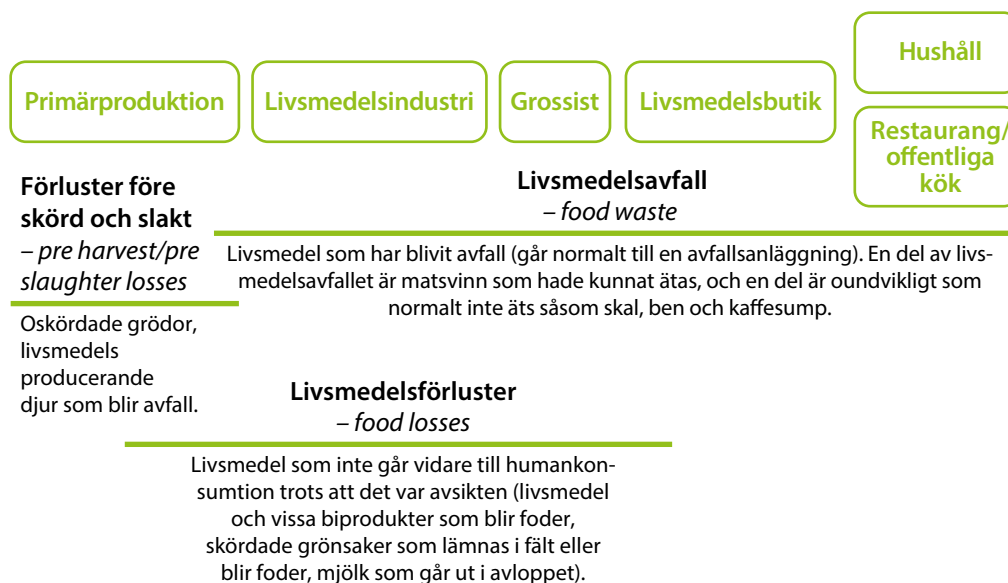 Primärproduktion
Livsmedelsindustri
Grossist
Livsmedelsbutik
Hushåll
Restaurang/
offentliga
kök
Förluster före
skörd och slakt
– pre harvest/pre
slaughter losses
Oskördade grödor,
livsmedels
producerande
djur som blir avfall.
Livsmedelsavfall
– food waste
Livsmedel som har blivit avfall (går normalt till en avfallsanläggning). En del av livs-
medelsavfallet är matsvinn som hade kunnat ätas, och en del är oundvikligt som
normalt inte äts såsom skal, ben och kaffesump.
Livsmedelsförluster
– food losses
Livsmedel som inte går vidare till humankon-
sumtion trots att det var avsikten (livsmedel
och vissa biprodukter som blir foder,
skördade grönsaker som lämnas i fält eller
blir foder, mjölk som går ut i avloppet).